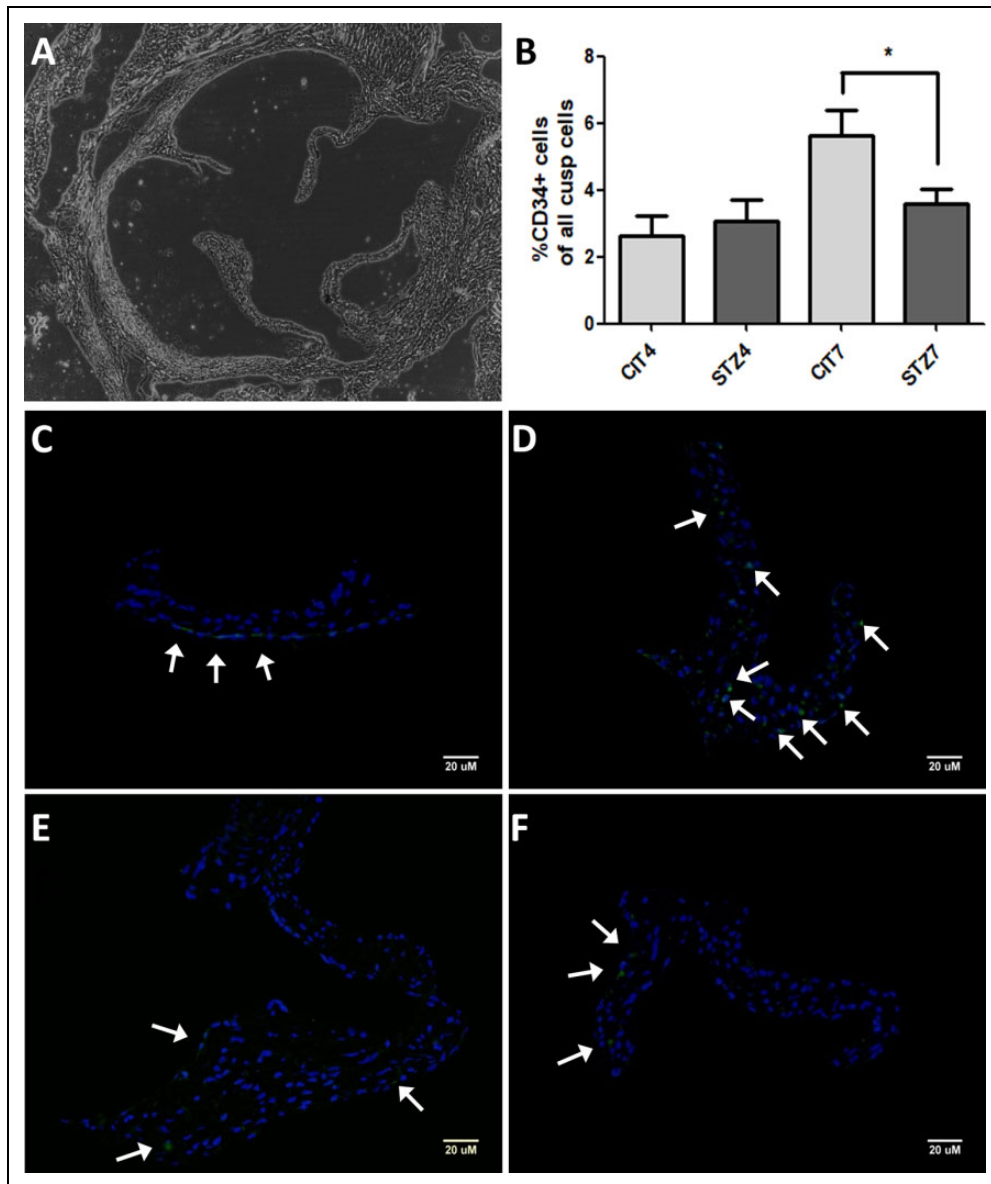 A
B
*
8
6
4
2
0
%CD34+ cells
of all cusp cells
CIT4
STZ4
CIT7
STZ7
C
20 uM
D
20 uM
E
20 uM
F
20 uM